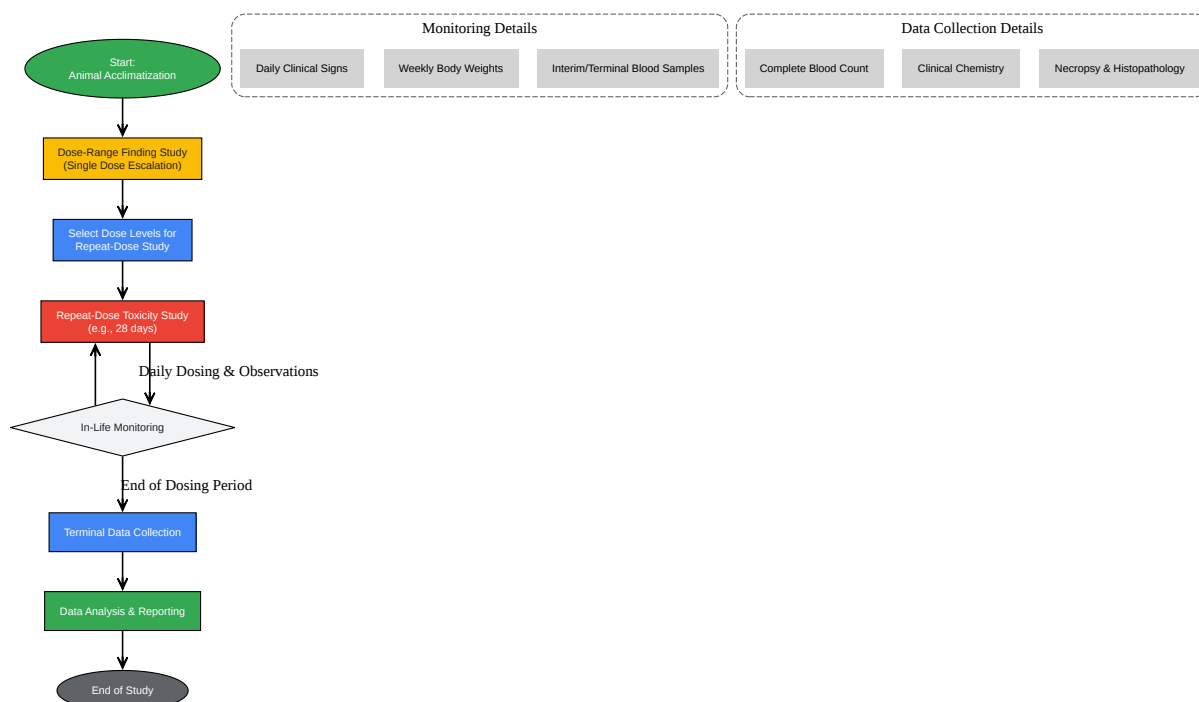 Monitoring Details
Data Collection Details
Start:
Animal Acclimatization
Daily Clinical Signs
Weekly Body Weights
Interim/Terminal Blood Samples
Complete Blood Count
Clinical Chemistry
Necropsy & Histopathology
Dose-Range Finding Study
(Single Dose Escalation)
Select Dose Levels for
Repeat-Dose Study
Repeat-Dose Toxicity Study
(e.g., 28 days)
Daily Dosing & Observations
In-Life Monitoring
End of Dosing Period
Terminal Data Collection
Data Analysis & Reporting
End of Study